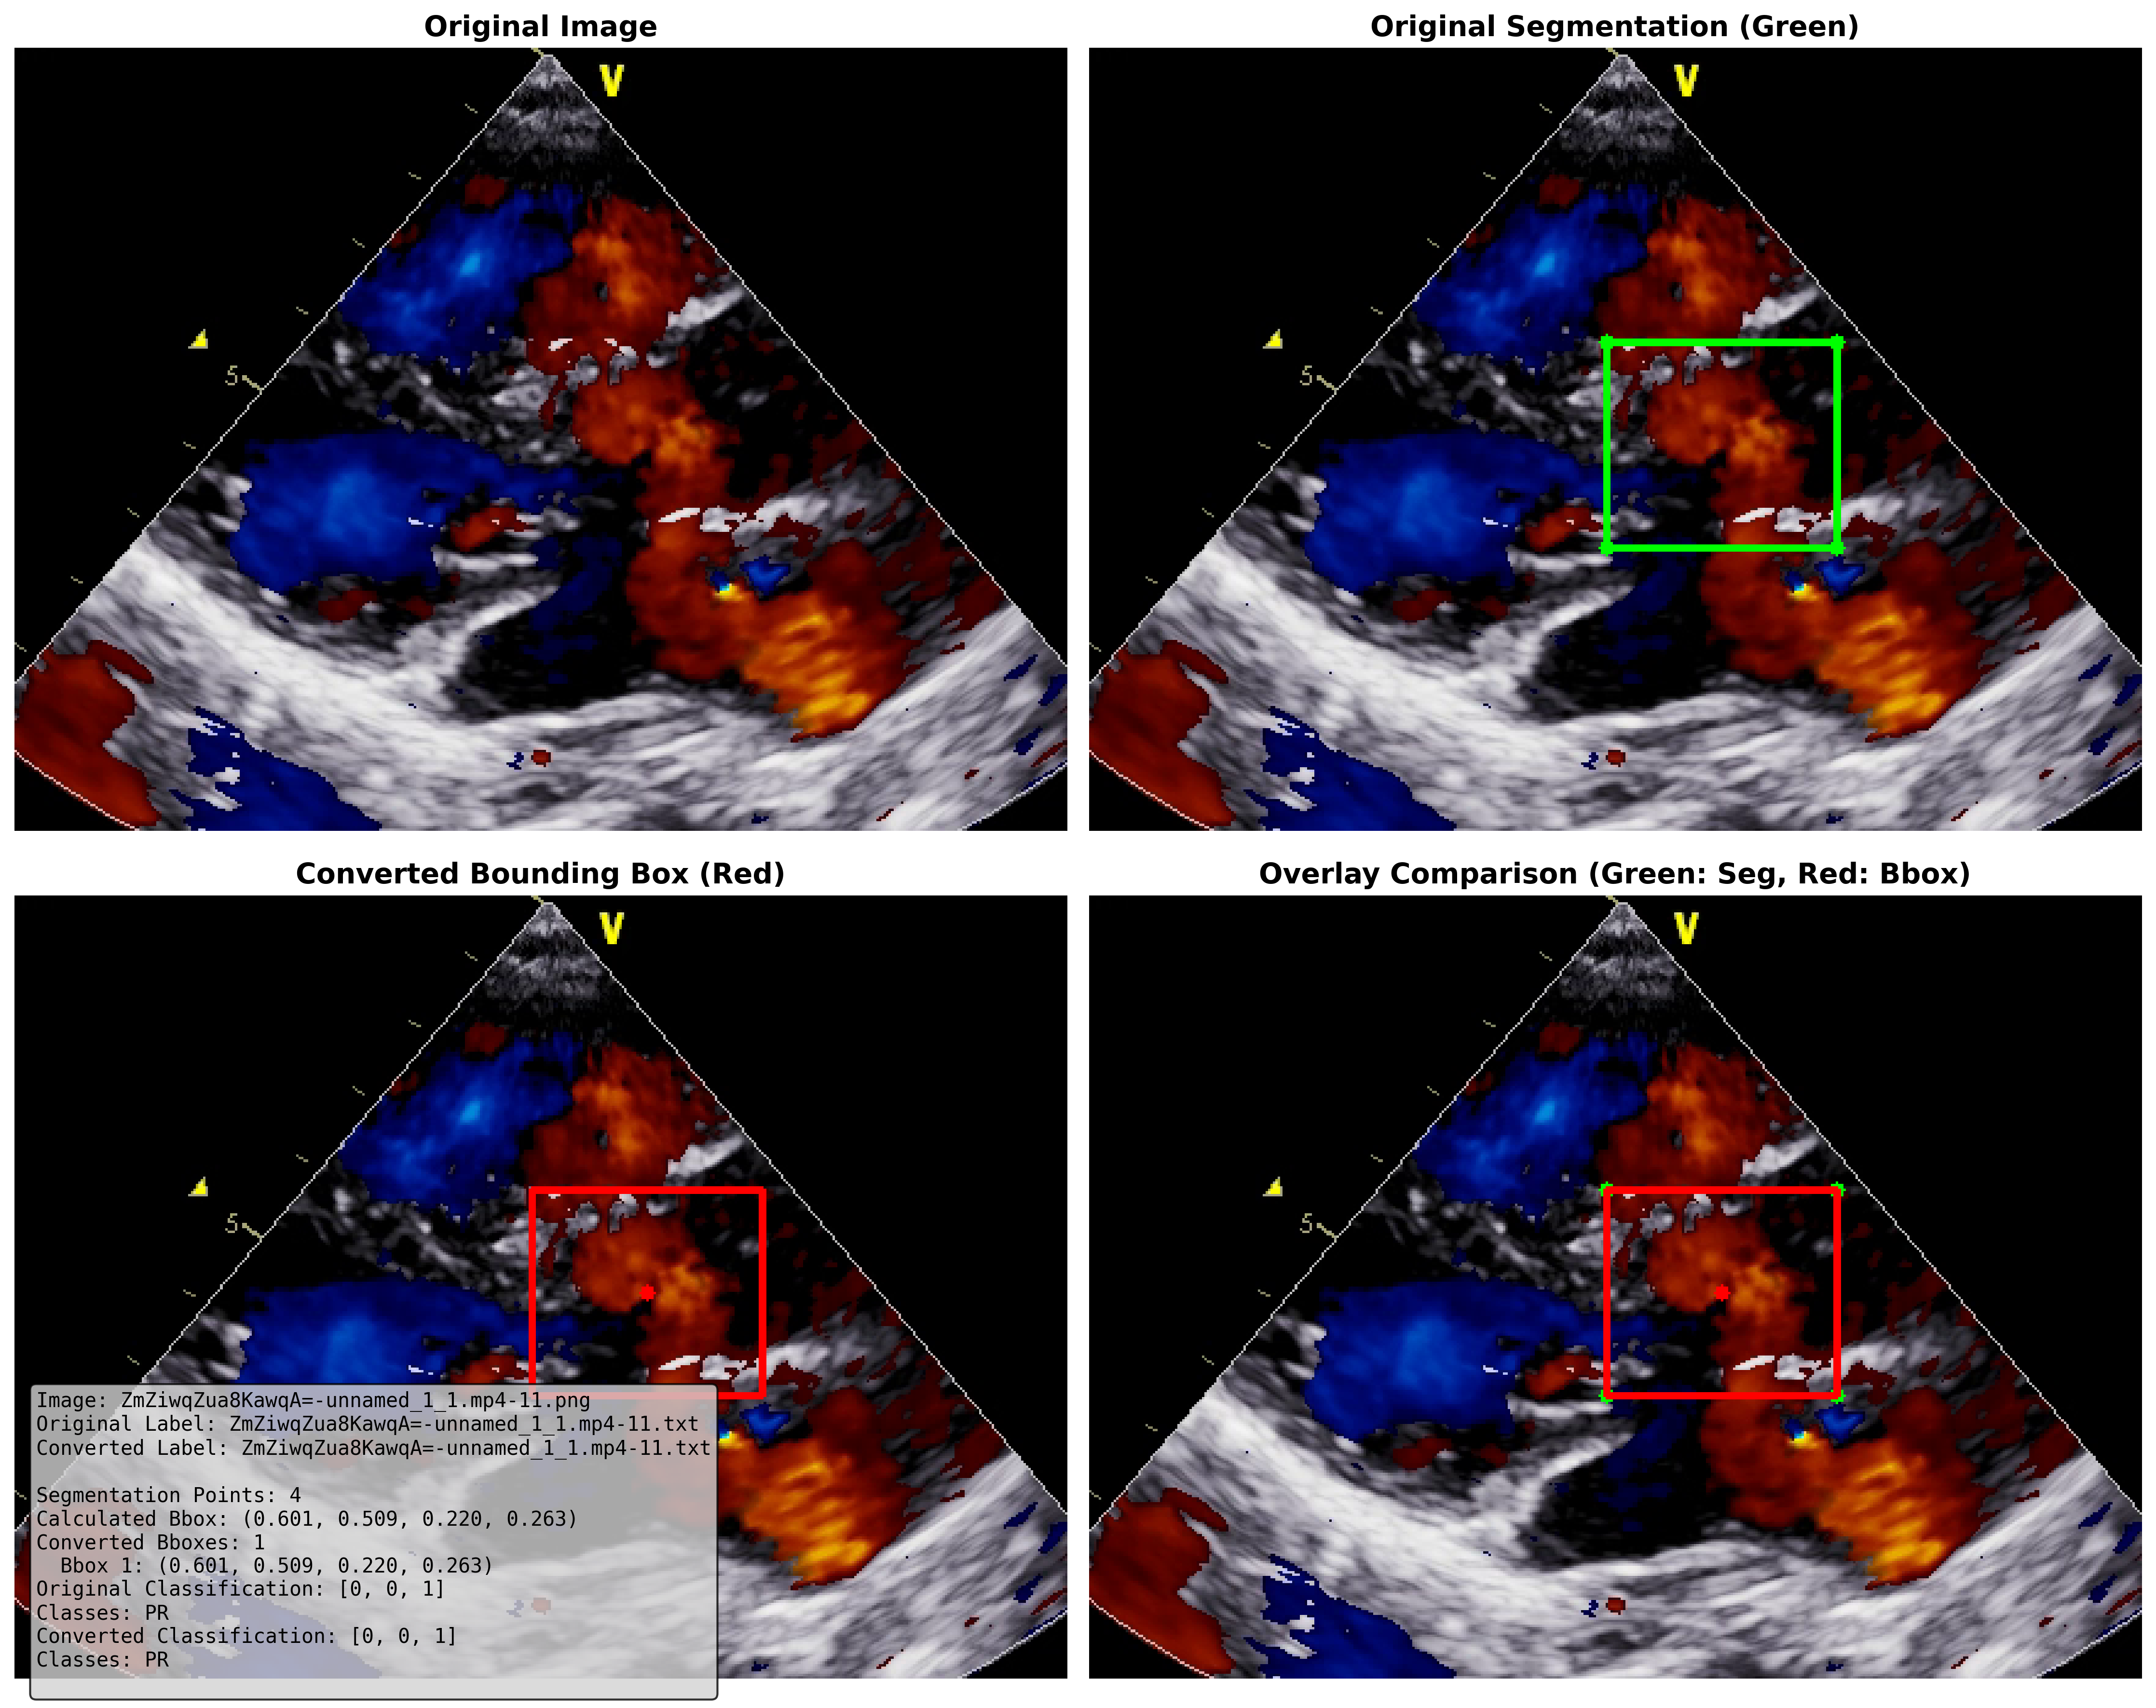 Original Image
Original Segmentation (Green)
V
V
5
5
Converted Bounding Box (Red)
Overlay Comparison (Green: Seg, Red: Bbox)
V
V
5
5
Image: ZmZiwqZua8KawqA=-unnamed_1_1.mp4-11.png
Original Label: ZmZiwqZua8KawqA=-unnamed_1_1.mp4-11.txt
Converted Label: ZmZiwqZua8KawqA=-unnamed_1_1.mp4-11.txt
Segmentation Points: 4
Calculated Bbox: (0.601, 0.509, 0.220, 0.263)
Converted Bboxes: 1
Bbox 1: (0.601, 0.509, 0.220, 0.263)
Original Classification: [0, 0, 1]
Classes: PR
Converted Classification: [0, 0, 1]
Classes: PR